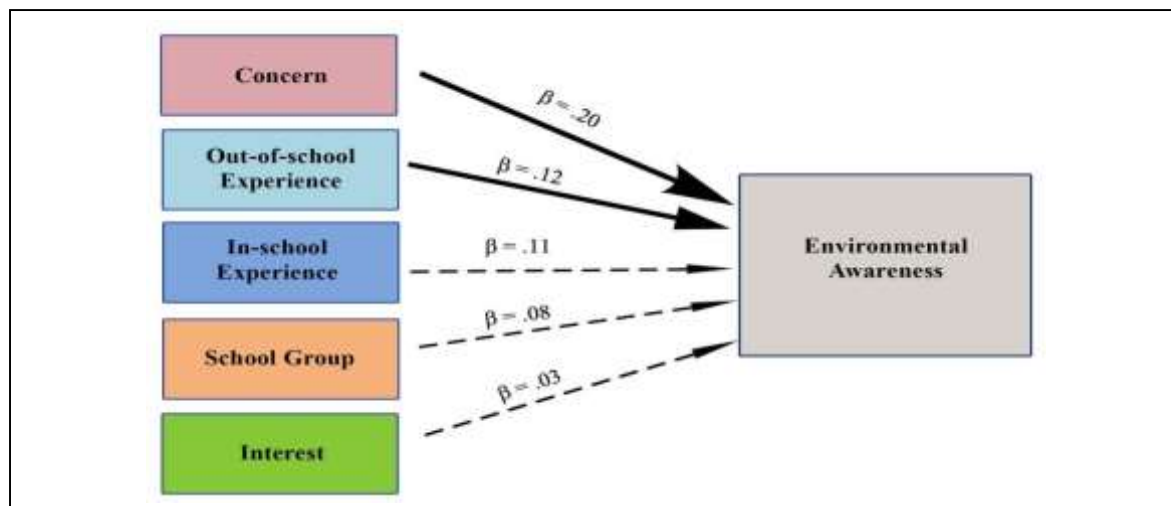 Concern
β = .20
Out-of-school
Experience
β = .12
In-school
Experience
β = .11
Environmental
Awareness
School Group
β = .08
Interest
β = .03